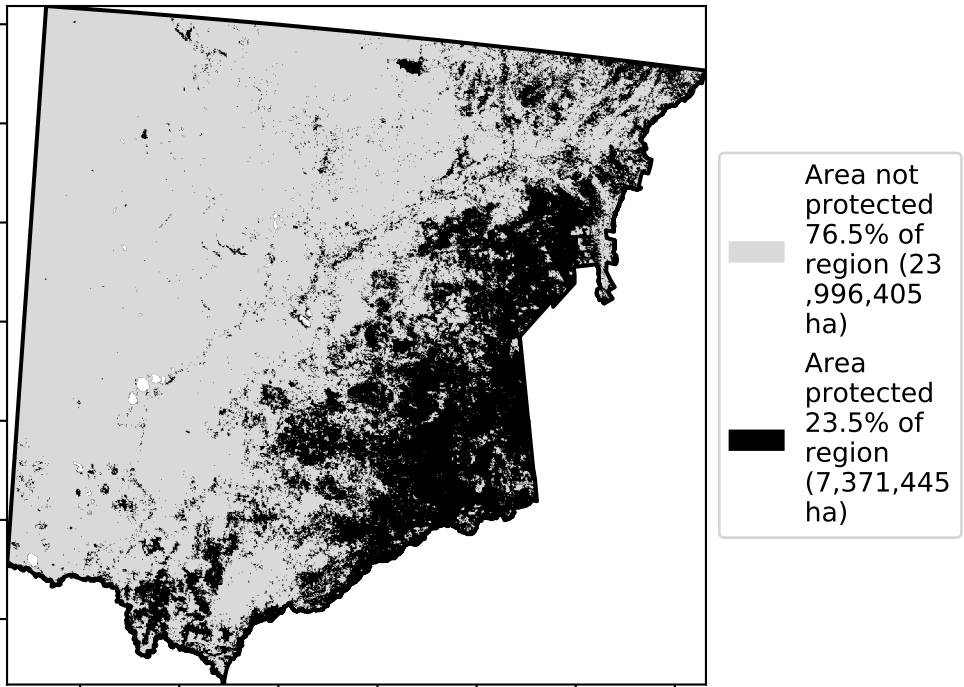 Area not
protected
76.5% of
region (23
,996,405
ha)
Area
protected
23.5% of
region
(7,371,445
ha)